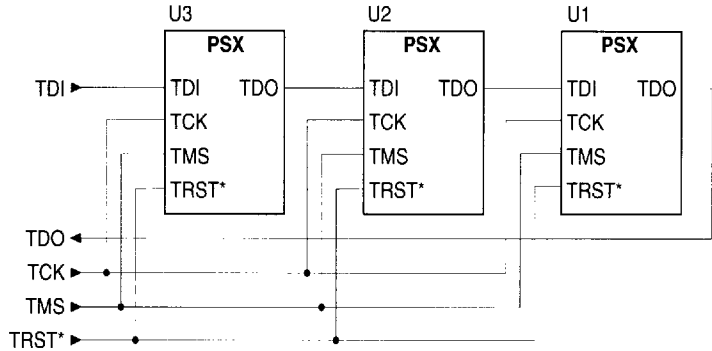 U3 U2 U1
PSX PSX PSX
TDI TDI TDO TDI TDO TDI TDO
TCK TCK TCK
TMS TMS TMS
TRST* TRST* TRST*
TDO
TCK
TMS
TRST*